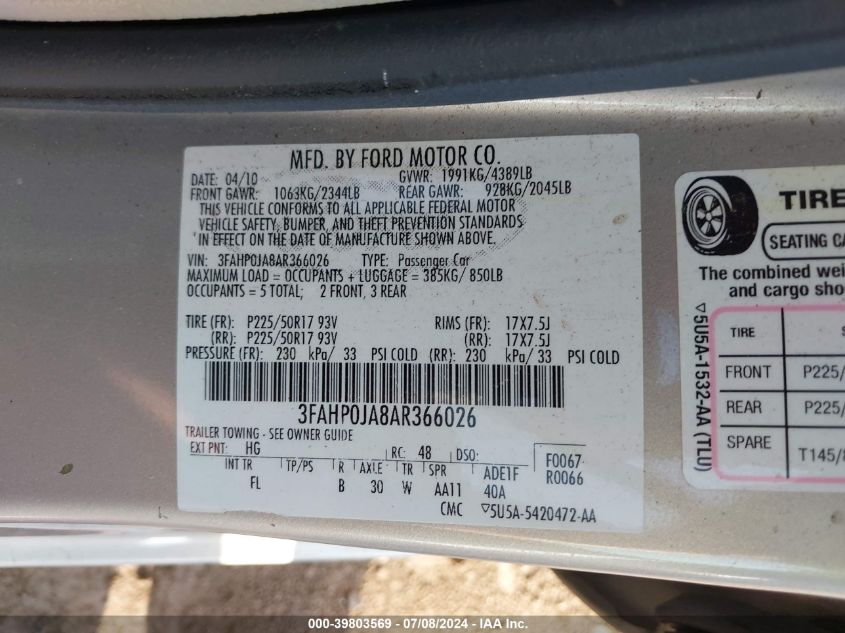 MFD. BY FORD MOTOR CO.
DATE: 04/10 GVWR: 1991KG/4389LB
FRONT GAWR: 1063KG/2344LB REAR GAWR: 928KG/2045LB
THIS VEHICLE CONFORMS TO ALL APPLICABLE FEDERAL MOTOR
VEHICLE SAFETY, BUMPER, AND THEFT PREVENTION STANDARDS
IN EFFECT ON THE DATE OF MANUFACTURE SHOWN ABOVE.
VIN: 3FAHP0JA8AR366026 TYPE: Passenger Car
MAXIMUM LOAD = OCCUPANTS + LUGGAGE = 385KG/ 850LB
OCCUPANTS = 5 TOTAL; 2 FRONT, 3 REAR
TIRE (FR): P225/50R17 93V RIMS (FR): 17X7.5J
(RR): P225/50R17 93V (RR): 17X7.5J
PRESSURE (FR): 230 kPa/ 33 PSI COLD (RR): 230 kPa/ 33 PSI COLD
3FAHP0JA8AR366026
TRAILER TOWING - SEE OWNER GUIDE
EXT PNT: HG RC: 48 DSO: F0067
INT TR TP/PS R AXLE TR SPR ADE1F R0066
FL B 30 W AA11 40A
CMC ▽5U5A-5420472-AA
TIRE
SEATING CA
The combined wei
and cargo sho
▽5U5A-1532-AA (TLU)
TIRE S
FRONT P225/
REAR P225/
SPARE T145/8
000-39803569 - 07/08/2024 - IAA Inc.